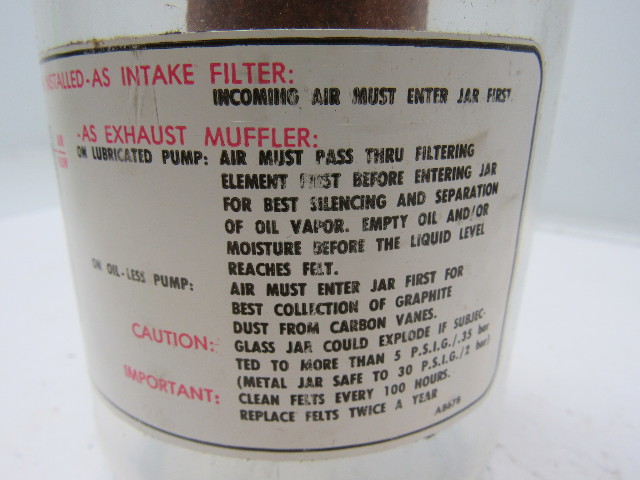 INSTALLED-AS INTAKE FILTER:
INCOMING AIR MUST ENTER JAR FIRST.
-AS EXHAUST MUFFLER:
ON LUBRICATED PUMP: AIR MUST PASS THRU FILTERING
ELEMENT FIRST BEFORE ENTERING JAR
FOR BEST SILENCING AND SEPARATION
OF OIL VAPOR. EMPTY OIL AND/OR
MOISTURE BEFORE THE LIQUID LEVEL
REACHES FELT.
ON OIL-LESS PUMP: AIR MUST ENTER JAR FIRST FOR
BEST COLLECTION OF GRAPHITE
DUST FROM CARBON VANES.
CAUTION: GLASS JAR COULD EXPLODE IF SUBJEC-
TED TO MORE THAN 5 P.S.I.G./.35 bar
(METAL JAR SAFE TO 30 P.S.I.G./2 bar)
IMPORTANT: CLEAN FELTS EVERY 100 HOURS.
REPLACE FELTS TWICE A YEAR
AB678